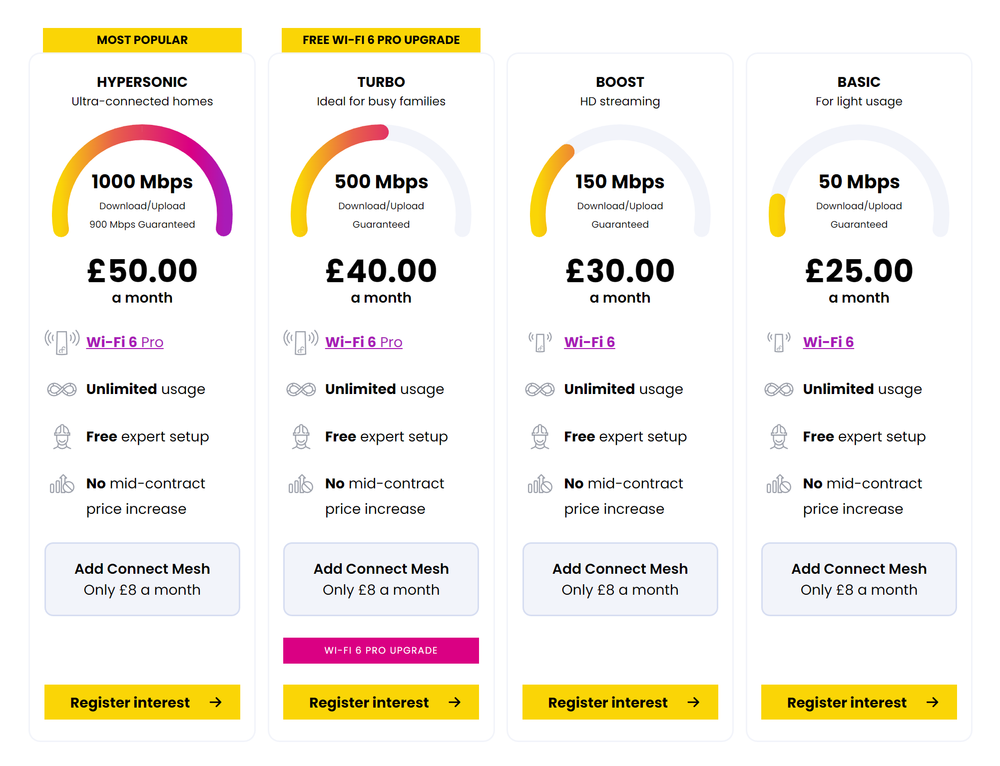 MOST POPULAR
HYPERSONIC
Ultra-connected homes
1000 Mbps
Download/Upload
900 Mbps Guaranteed
£50.00
a month
Wi-Fi 6 Pro
Unlimited usage
Free expert setup
No mid-contract
price increase
Add Connect Mesh
Only £8 a month
Register interest
FREE WI-FI 6 PRO UPGRADE
TURBO
Ideal for busy families
500 Mbps
Download/Upload
Guaranteed
£40.00
a month
Wi-Fi 6 Pro
Unlimited usage
Free expert setup
No mid-contract
price increase
Add Connect Mesh
Only £8 a month
WI-FI 6 PRO UPGRADE
Register interest
BOOST
HD streaming
150 Mbps
Download/Upload
Guaranteed
£30.00
a month
Wi-Fi 6
Unlimited usage
Free expert setup
No mid-contract
price increase
Add Connect Mesh
Only £8 a month
Register interest
BASIC
For light usage
50 Mbps
Download/Upload
Guaranteed
£25.00
a month
Wi-Fi 6
Unlimited usage
Free expert setup
No mid-contract
price increase
Add Connect Mesh
Only £8 a month
Register interest